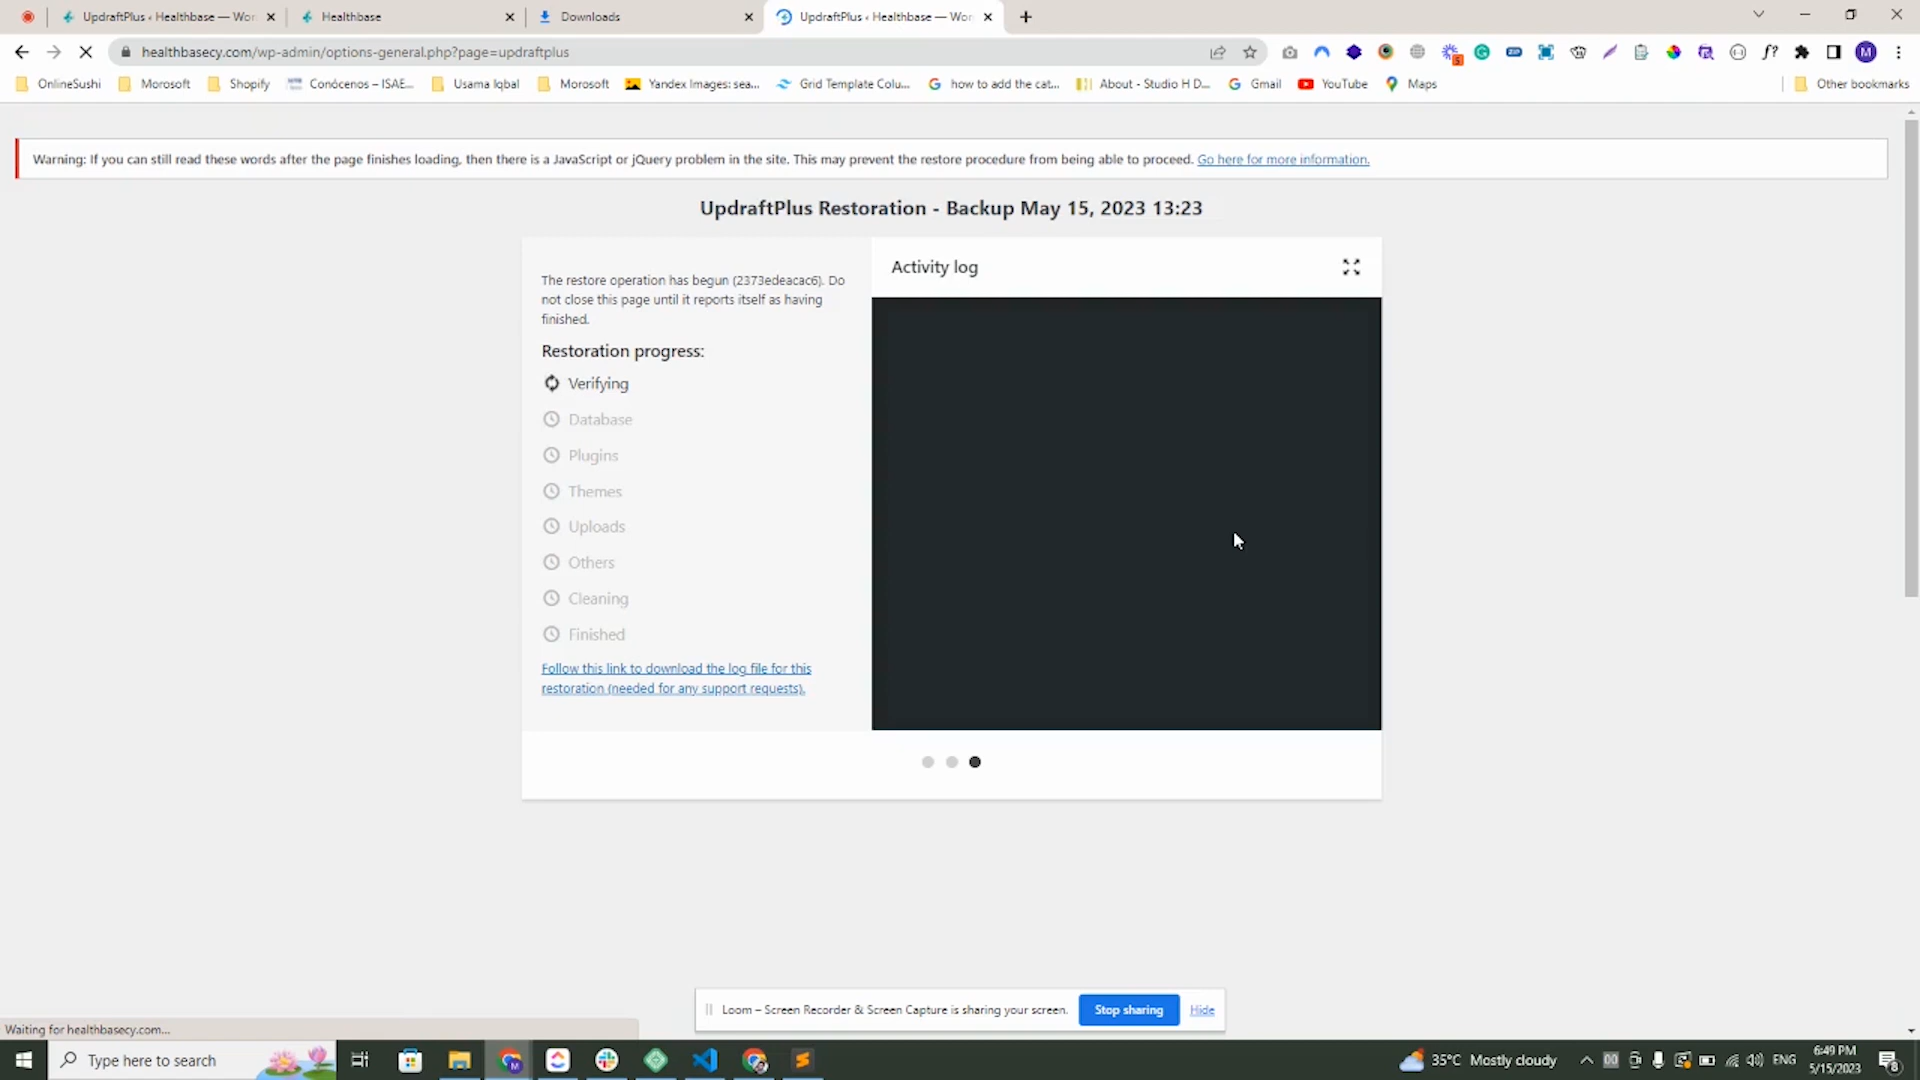 UpdraftPlus ‹ Healthbase — Wor
Healthbase
Downloads
UpdraftPlus ‹ Healthbase — Wor
healthbasecy.com/wp-admin/options-general.php?page=updraftplus
OnlineSushi
Morosoft
Shopify
Conócenos – ISAE...
Usama Iqbal
Morosoft
Yandex Images: sea...
Grid Template Colu...
how to add the cat...
About - Studio H D...
Gmail
YouTube
Maps
Other bookmarks
Warning: If you can still read these words after the page finishes loading, then there is a JavaScript or jQuery problem in the site. This may prevent the restore procedure from being able to proceed. Go here for more information.
UpdraftPlus Restoration - Backup May 15, 2023 13:23
The restore operation has begun (2373edeacac6). Do
not close this page until it reports itself as having
finished.
Activity log
Restoration progress:
Verifying
Database
Plugins
Themes
Uploads
Others
Cleaning
Finished
Follow this link to download the log file for this
restoration (needed for any support requests).
Loom – Screen Recorder & Screen Capture is sharing your screen.
Stop sharing
Hide
Waiting for healthbasecy.com...
Type here to search
35°C Mostly cloudy
ENG
6:49 PM
5/15/2023